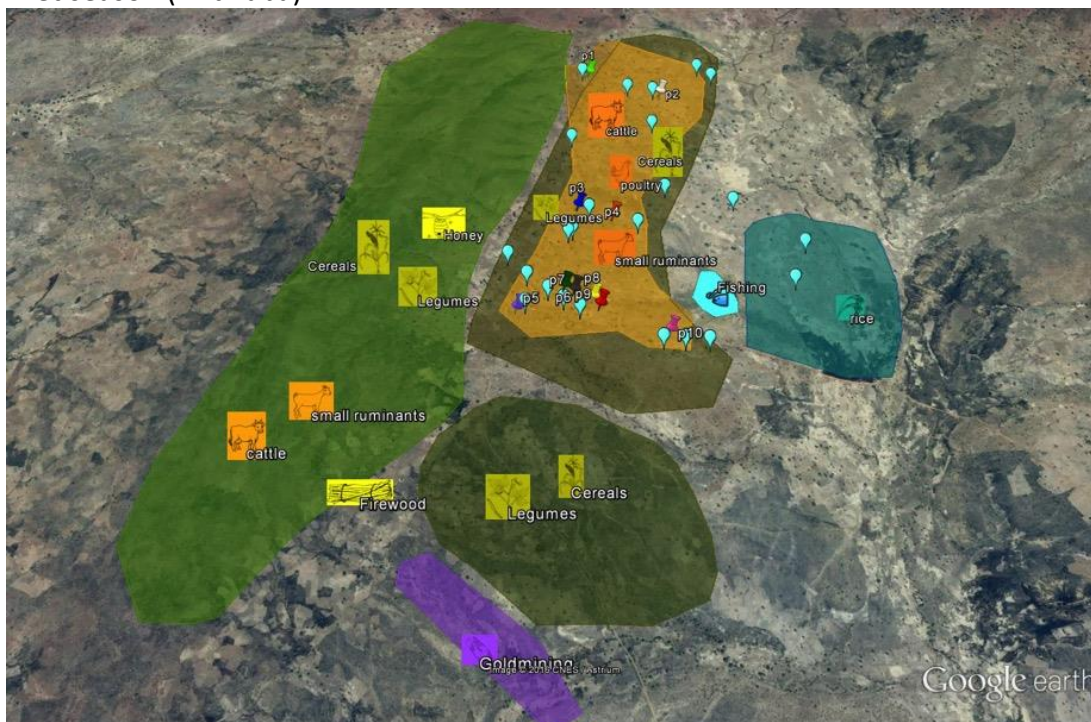 p1
p2
cattle
Cereals
poultry
p3
p4
Legumes
Honey
small ruminants
Cereals
Legumes
p7
p8
Fishing
p5
p6
p9
rice
p10
small ruminants
cattle
Cereals
Firewood
Legumes
Goldmining
Image © 2016 CNES / Astrium
Google earth